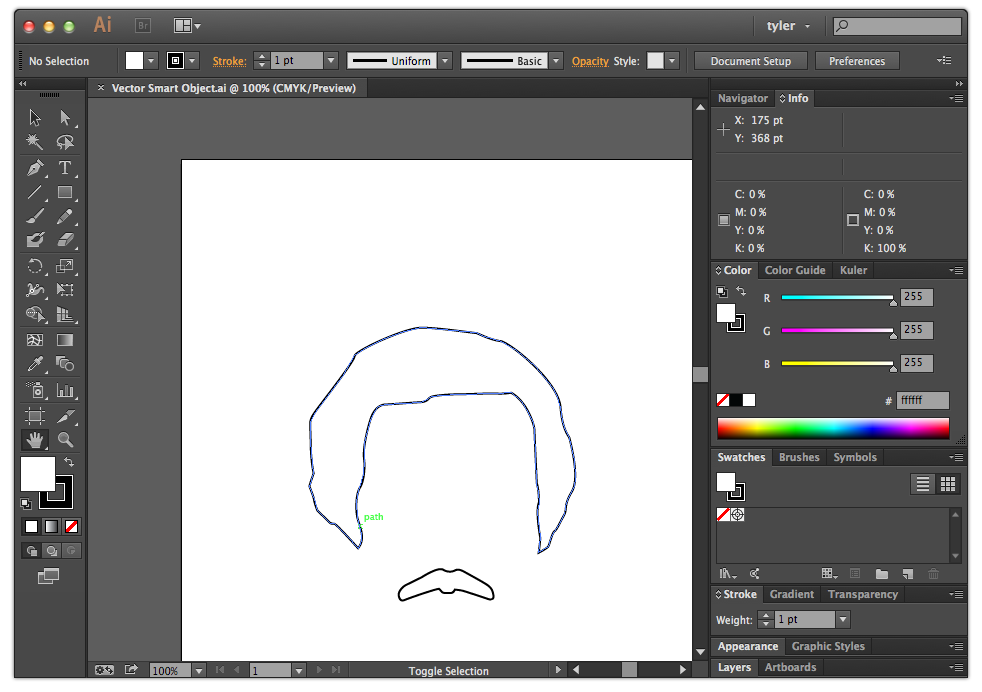 Ai Br tyler
No Selection Stroke: 1 pt Uniform Basic Opacity Style: Document Setup Preferences
× Vector Smart Object.ai @ 100% (CMYK/Preview)
Navigator Info
X: 175 pt
Y: 368 pt
C: 0 % C: 0 %
M: 0 % M: 0 %
Y: 0 % Y: 0 %
K: 0 % K: 100 %
Color Color Guide Kuler
R 255
G 255
B 255
# ffffff
Swatches Brushes Symbols
T
path
Stroke Gradient Transparency
Weight: 1 pt
Appearance Graphic Styles
Layers Artboards
100% 1 Toggle Selection